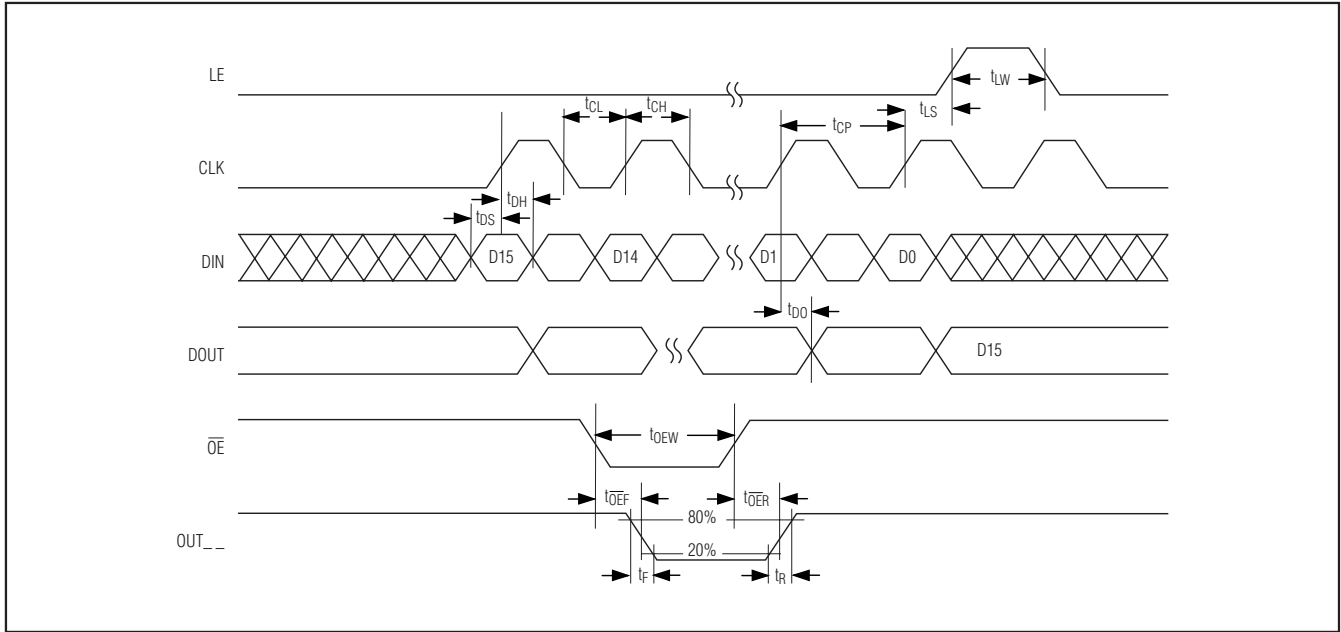 LE
tLW
tCL
tCH
tCP
tLS
CLK
tDH
tDS
DIN
D15
D14
D1
D0
tDO
DOUT
D15
OE
tOEW
tOEF
tOER
80%
OUT_ _
20%
tF
tR